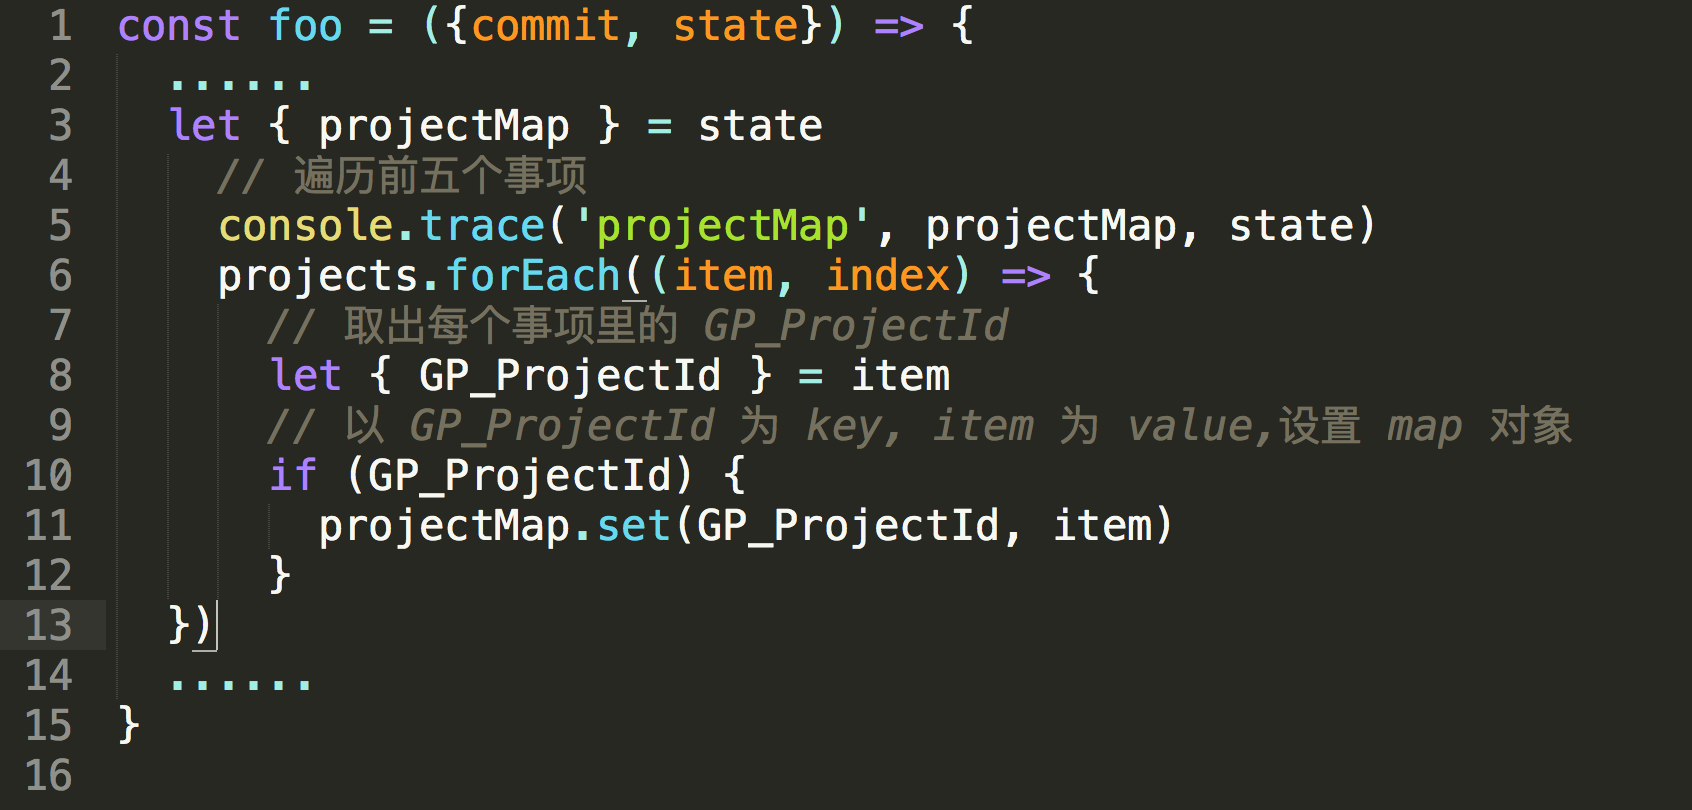 1 const foo = ({commit, state}) => {
2   ......
3   let { projectMap } = state
4     // 遍历前五个事项
5     console.trace('projectMap', projectMap, state)
6     projects.forEach((item, index) => {
7       // 取出每个事项里的 GP_ProjectId
8       let { GP_ProjectId } = item
9       // 以 GP_ProjectId 为 key, item 为 value,设置 map 对象
10       if (GP_ProjectId) {
11         projectMap.set(GP_ProjectId, item)
12       }
13   })
14   ......
15 }
16